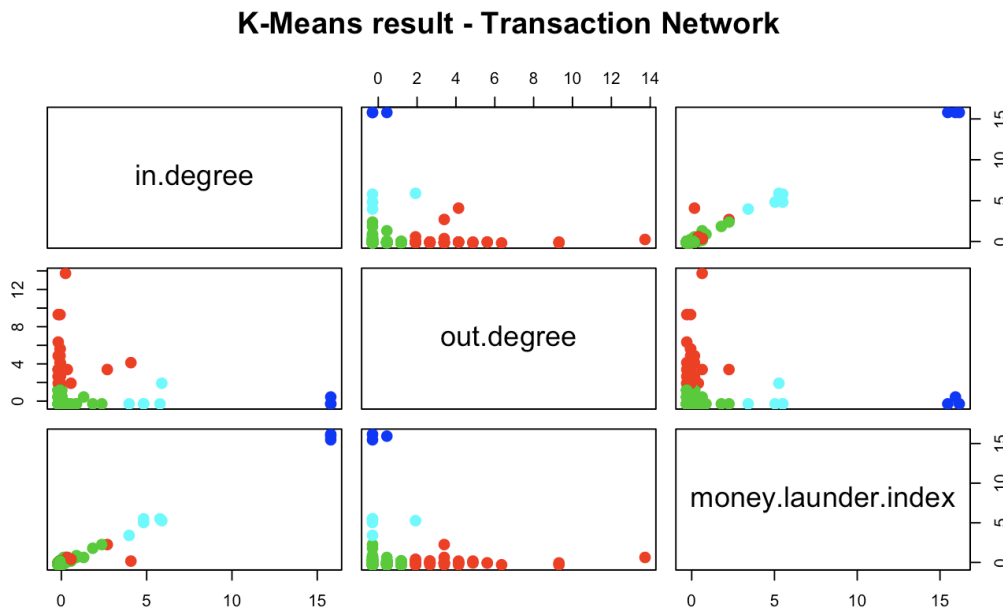 K-Means result - Transaction Network
0 2 4 6 8 10 12 14
in.degree
0 5 10 15
0 4 8 12
out.degree
money.launder.index
0 5 10 15
0 5 10 15
0 5 10 15